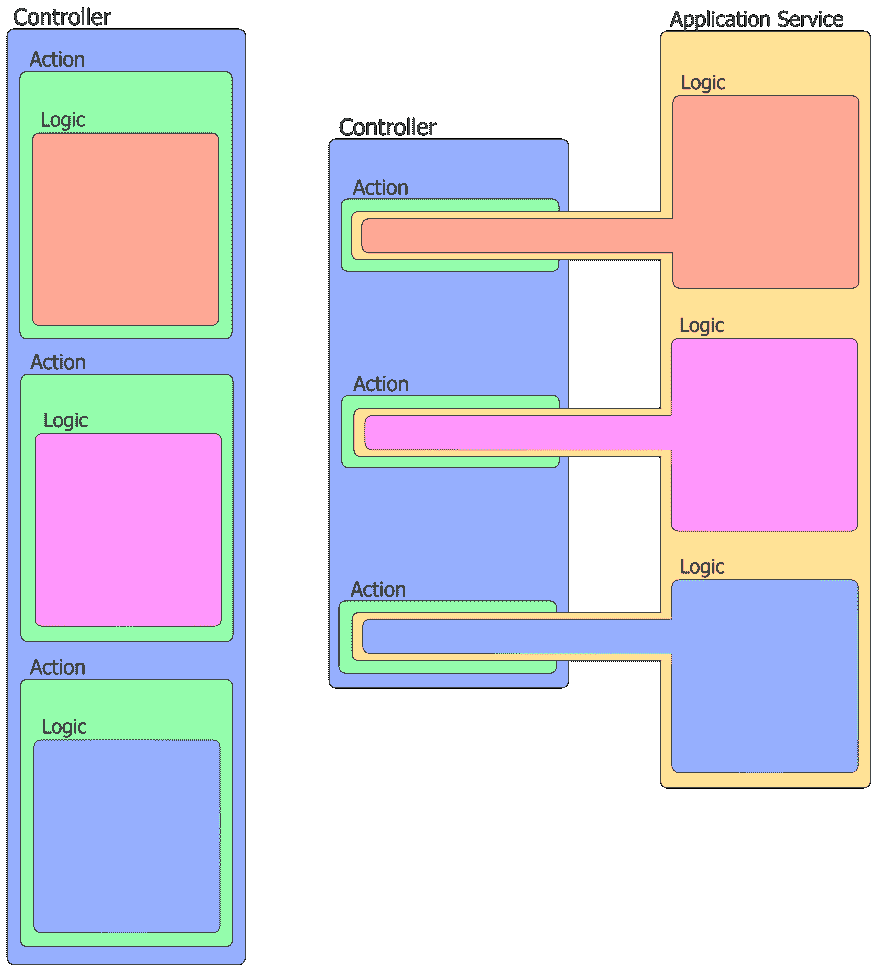 Controller
Action
Logic
Action
Logic
Action
Logic
Controller
Action
Action
Action
Application Service
Logic
Logic
Logic